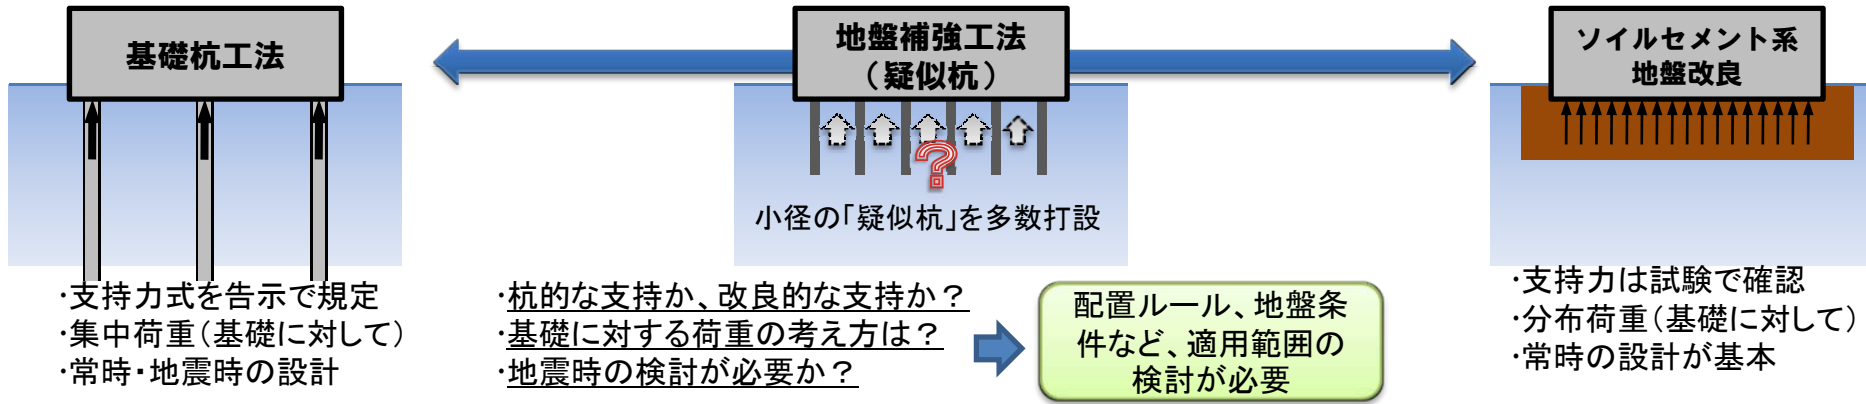 基礎杭工法
・支持力式を告示で規定
・集中荷重(基礎に対して)
・常時・地震時の設計
地盤補強工法
(疑似杭)
?
小径の「疑似杭」を多数打設
・杭的な支持か、改良的な支持か?
・基礎に対する荷重の考え方は?
・地震時の検討が必要か?
配置ルール、地盤条
件など、適用範囲の
検討が必要
ソイルセメント系
地盤改良
・支持力は試験で確認
・分布荷重(基礎に対して)
・常時の設計が基本